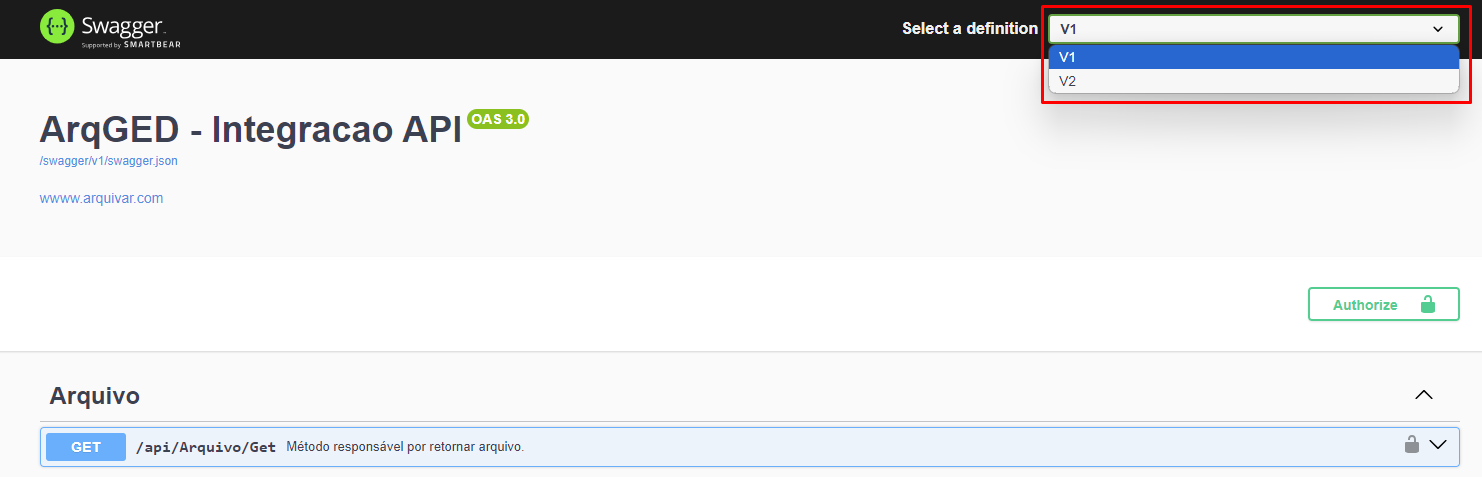 Swagger
Supported by SMARTBEAR
Select a definition
V1
V1
V2
ArqGED - Integracao API OAS 3.0
/swagger/v1/swagger.json
wwww.arquivar.com
Authorize
Arquivo
GET /api/Arquivo/Get Método responsável por retornar arquivo.